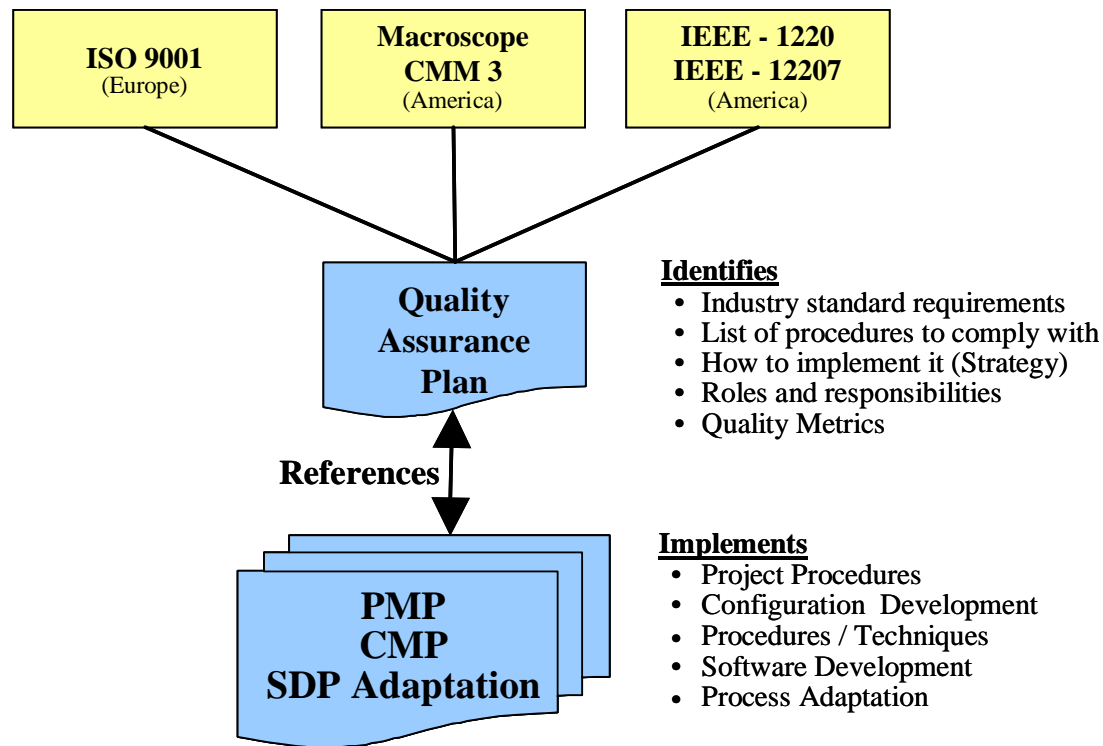 ISO 9001
(Europe)
Macroscope
CMM 3
(America)
IEEE - 1220
IEEE - 12207
(America)
Quality
Assurance
Plan
Identifies
• Industry standard requirements
• List of procedures to comply with
• How to implement it (Strategy)
• Roles and responsibilities
• Quality Metrics
References
PMP
CMP
SDP Adaptation
Implements
• Project Procedures
• Configuration Development
• Procedures / Techniques
• Software Development
• Process Adaptation